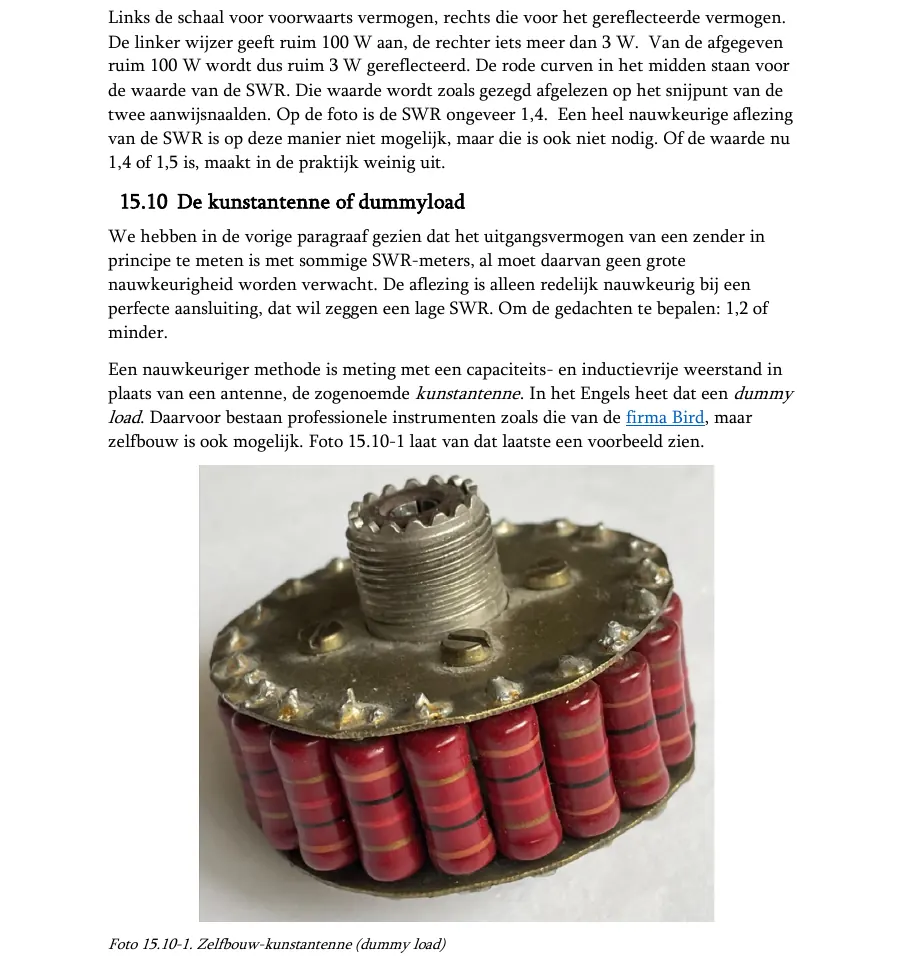 Links de schaal voor voorwaarts vermogen, rechts die voor het gereflecteerde vermogen.
De linker wijzer geeft ruim 100 W aan, de rechter iets meer dan 3 W.  Van de afgegeven
ruim 100 W wordt dus ruim 3 W gereflecteerd. De rode curven in het midden staan voor
de waarde van de SWR. Die waarde wordt zoals gezegd afgelezen op het snijpunt van de
twee aanwijsnaalden. Op de foto is de SWR ongeveer 1,4.  Een heel nauwkeurige aflezing
van de SWR is op deze manier niet mogelijk, maar die is ook niet nodig. Of de waarde nu
1,4 of 1,5 is, maakt in de praktijk weinig uit.
15.10 De kunstantenne of dummyload
We hebben in de vorige paragraaf gezien dat het uitgangsvermogen van een zender in
principe te meten is met sommige SWR-meters, al moet daarvan geen grote
nauwkeurigheid worden verwacht. De aflezing is alleen redelijk nauwkeurig bij een
perfecte aansluiting, dat wil zeggen een lage SWR. Om de gedachten te bepalen: 1,2 of
minder.
Een nauwkeuriger methode is meting met een capaciteits- en inductievrije weerstand in
plaats van een antenne, de zogenoemde kunstantenne. In het Engels heet dat een dummy
load. Daarvoor bestaan professionele instrumenten zoals die van de firma Bird, maar
zelfbouw is ook mogelijk. Foto 15.10-1 laat van dat laatste een voorbeeld zien.
Foto 15.10-1. Zelfbouw-kunstantenne (dummy load)